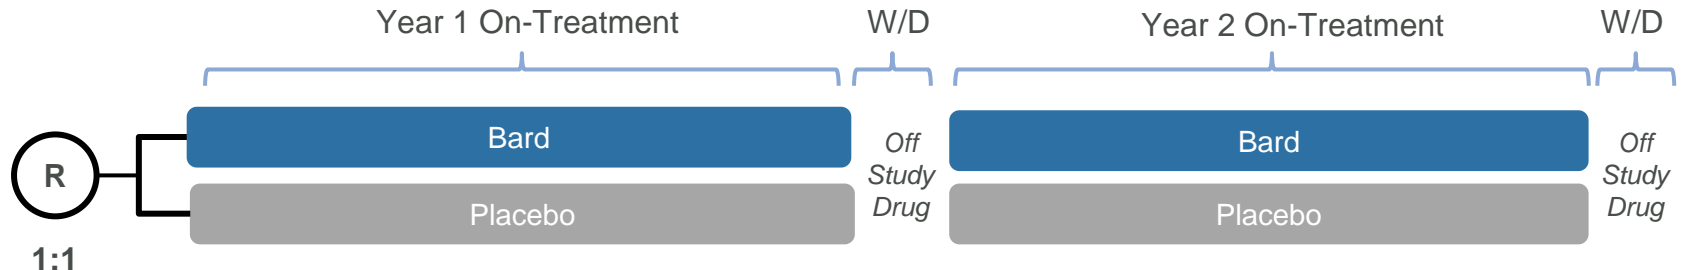 Year 1 On-Treatment
W/D
Year 2 On-Treatment
W/D
R
1:1
Bard
Placebo
Off
Study
Drug
Bard
Placebo
Off
Study
Drug